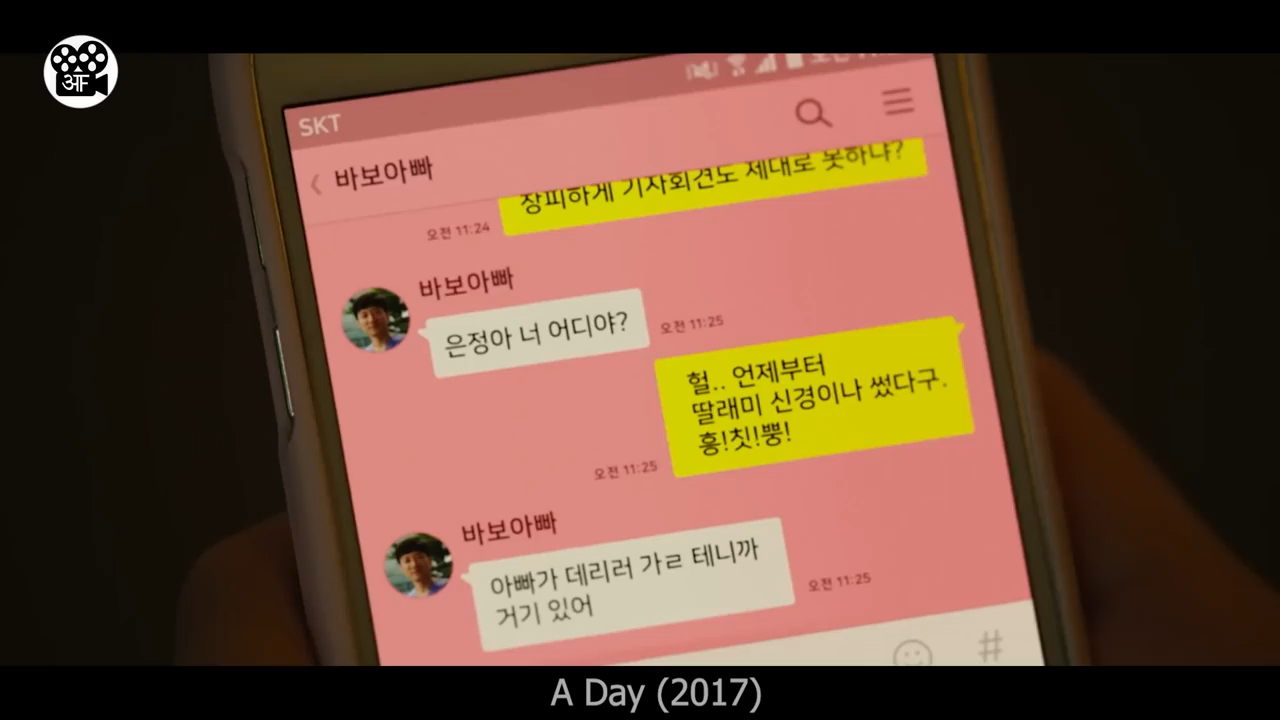 अF
SKT
바보아빠
창피하게 기자회견도 제대로 못하냐?
오전 11:24
바보아빠
은정아 너 어디야?
오전 11:25
헐.. 언제부터
딸래미 신경이나 썼다구.
흥!칫!뿡!
오전 11:25
바보아빠
아빠가 데리러 가ㄹ 테니까
거기 있어
오전 11:25
#
A Day (2017)